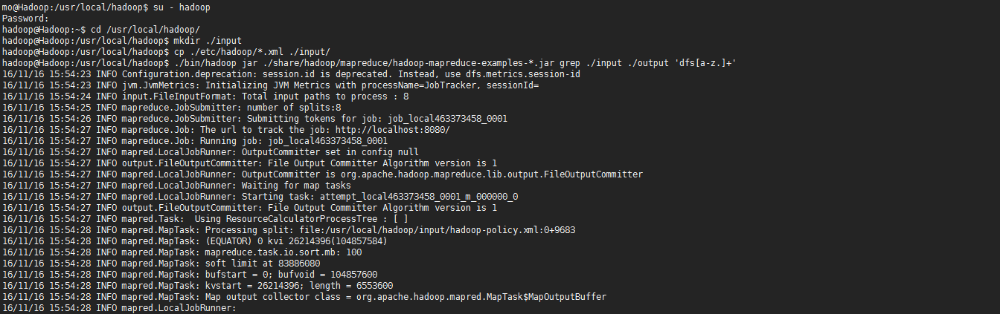 mo@Hadoop:/usr/local/hadoop$ su - hadoop
Password:
hadoop@Hadoop:~$ cd /usr/local/hadoop/
hadoop@Hadoop:/usr/local/hadoop$ mkdir ./input
hadoop@Hadoop:/usr/local/hadoop$ cp ./etc/hadoop/*.xml ./input/
hadoop@Hadoop:/usr/local/hadoop$ ./bin/hadoop jar ./share/hadoop/mapreduce/hadoop-mapreduce-examples-*.jar grep ./input ./output 'dfs[a-z.]+'
16/11/16 15:54:23 INFO Configuration.deprecation: session.id is deprecated. Instead, use dfs.metrics.session-id
16/11/16 15:54:23 INFO jvm.JvmMetrics: Initializing JVM Metrics with processName=JobTracker, sessionId=
16/11/16 15:54:24 INFO input.FileInputFormat: Total input paths to process : 8
16/11/16 15:54:25 INFO mapreduce.JobSubmitter: number of splits:8
16/11/16 15:54:26 INFO mapreduce.JobSubmitter: Submitting tokens for job: job_local463373458_0001
16/11/16 15:54:27 INFO mapreduce.Job: The url to track the job: http://localhost:8080/
16/11/16 15:54:27 INFO mapreduce.Job: Running job: job_local463373458_0001
16/11/16 15:54:27 INFO mapred.LocalJobRunner: OutputCommitter set in config null
16/11/16 15:54:27 INFO output.FileOutputCommitter: File Output Committer Algorithm version is 1
16/11/16 15:54:27 INFO mapred.LocalJobRunner: OutputCommitter is org.apache.hadoop.mapreduce.lib.output.FileOutputCommitter
16/11/16 15:54:27 INFO mapred.LocalJobRunner: Waiting for map tasks
16/11/16 15:54:27 INFO mapred.LocalJobRunner: Starting task: attempt_local463373458_0001_m_000000_0
16/11/16 15:54:27 INFO output.FileOutputCommitter: File Output Committer Algorithm version is 1
16/11/16 15:54:27 INFO mapred.Task:  Using ResourceCalculatorProcessTree : [ ]
16/11/16 15:54:28 INFO mapred.MapTask: Processing split: file:/usr/local/hadoop/input/hadoop-policy.xml:0+9683
16/11/16 15:54:28 INFO mapred.MapTask: (EQUATOR) 0 kvi 26214396(104857584)
16/11/16 15:54:28 INFO mapred.MapTask: mapreduce.task.io.sort.mb: 100
16/11/16 15:54:28 INFO mapred.MapTask: soft limit at 83886080
16/11/16 15:54:28 INFO mapred.MapTask: bufstart = 0; bufvoid = 104857600
16/11/16 15:54:28 INFO mapred.MapTask: kvstart = 26214396; length = 6553600
16/11/16 15:54:28 INFO mapred.MapTask: Map output collector class = org.apache.hadoop.mapred.MapTask$MapOutputBuffer
16/11/16 15:54:28 INFO mapred.LocalJobRunner: